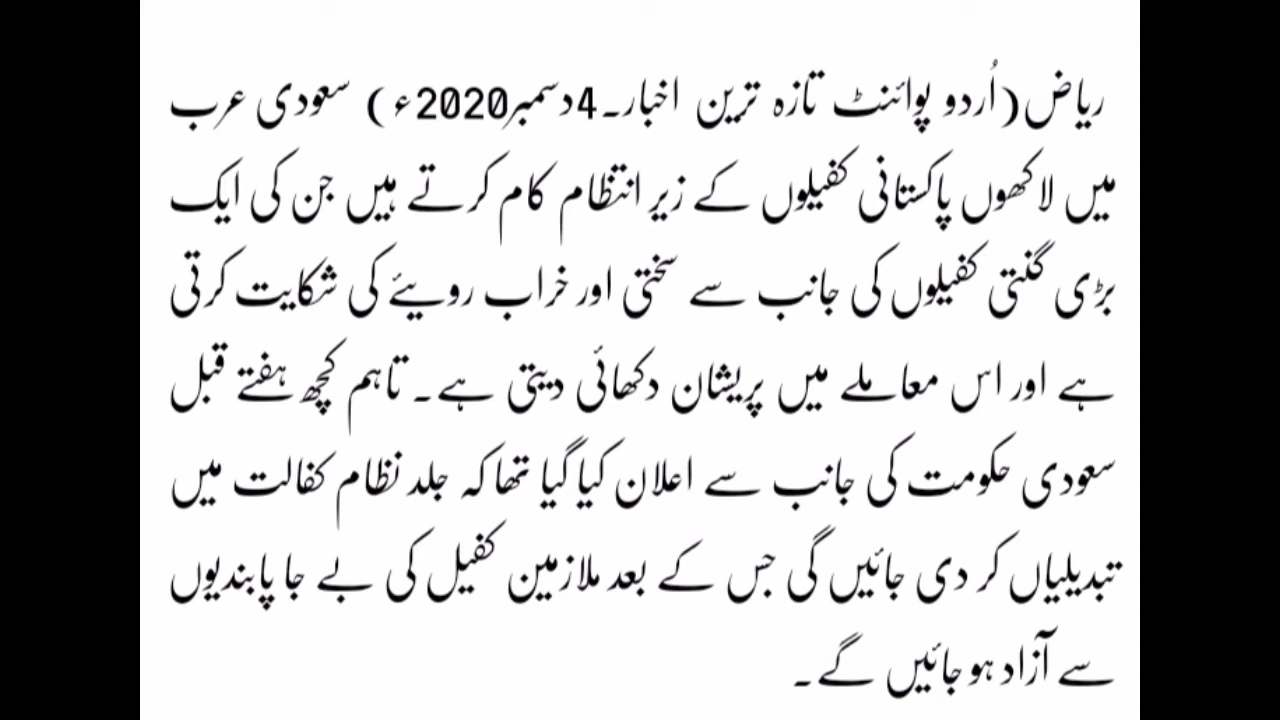 ریاض(اُردو پوائنٹ تازہ ترین اخبار۔4دسمبر2020ء) سعودی عرب
میں لاکھوں پاکستانی کفیلوں کے زیر انتظام کام کرتے ہیں جن کی ایک
بڑی گنتی کفیلوں کی جانب سے سختی اور خراب رویئے کی شکایت کرتی
ہے اور اس معاملے میں پریشان دکھائی دیتی ہے۔ تاہم کچھ ہفتے قبل
سعودی حکومت کی جانب سے اعلان کیا گیا تھا کہ جلد نظام کفالت میں
تبدیلیاں کر دی جائیں گی جس کے بعد ملازمین کفیل کی بے جا پابندیوں
سے آزاد ہو جائیں گے۔